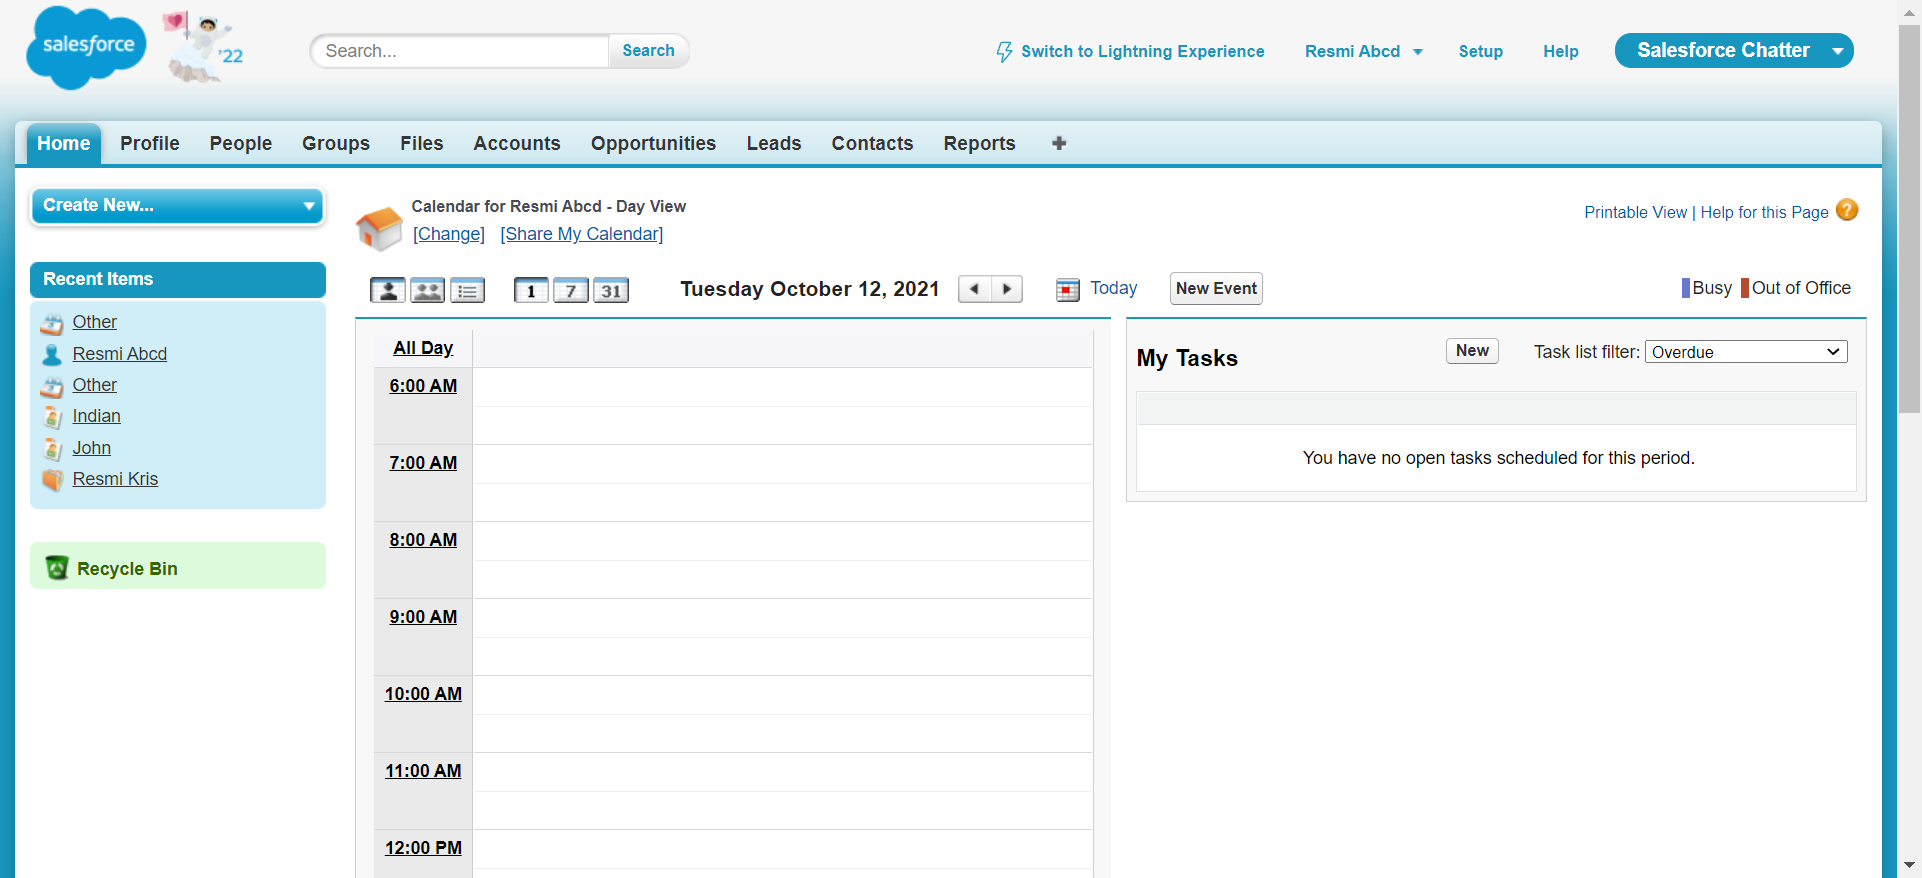 salesforce
'22
Search...
Search
Switch to Lightning Experience
Resmi Abcd
Setup
Help
Salesforce Chatter
Home
Profile
People
Groups
Files
Accounts
Opportunities
Leads
Contacts
Reports
Create New...
Recent Items
Other
Resmi Abcd
Other
Indian
John
Resmi Kris
Recycle Bin
Calendar for Resmi Abcd - Day View
[Change] [Share My Calendar]
Printable View | Help for this Page ?
1 7 31
Tuesday October 12, 2021
Today
New Event
Busy Out of Office
All Day
6:00 AM
7:00 AM
8:00 AM
9:00 AM
10:00 AM
11:00 AM
12:00 PM
My Tasks
New
Task list filter: Overdue
You have no open tasks scheduled for this period.